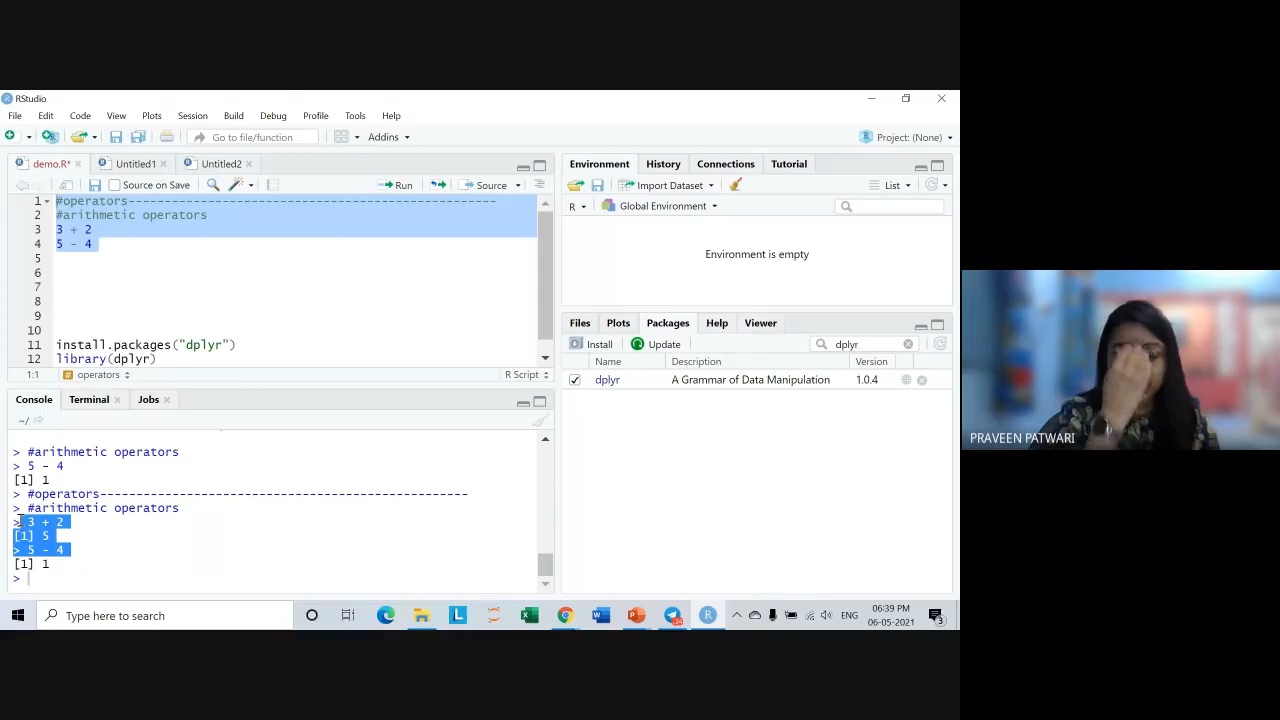 RStudio
File Edit Code View Plots Session Build Debug Profile Tools Help
Go to file/function Addins Project: (None)
demo.R* Untitled1 Untitled2
Source on Save Run Source
1 #operators---------------------------------------------------
2 #arithmetic operators
3 3 + 2
4 5 - 4
5
6
7
8
9
10
11 install.packages("dplyr")
12 library(dplyr)
1:1 # operators R Script
Console Terminal Jobs
~/
> #arithmetic operators
> 5 - 4
[1] 1
> #operators---------------------------------------------------
> #arithmetic operators
> 3 + 2
[1] 5
> 5 - 4
[1] 1
>
Environment History Connections Tutorial
Import Dataset List
R Global Environment
Environment is empty
Files Plots Packages Help Viewer
Install Update dplyr
Name Description Version
dplyr A Grammar of Data Manipulation 1.0.4
PRAVEEN PATWARI
Type here to search
L
24
R
ENG
06:39 PM
06-05-2021
3